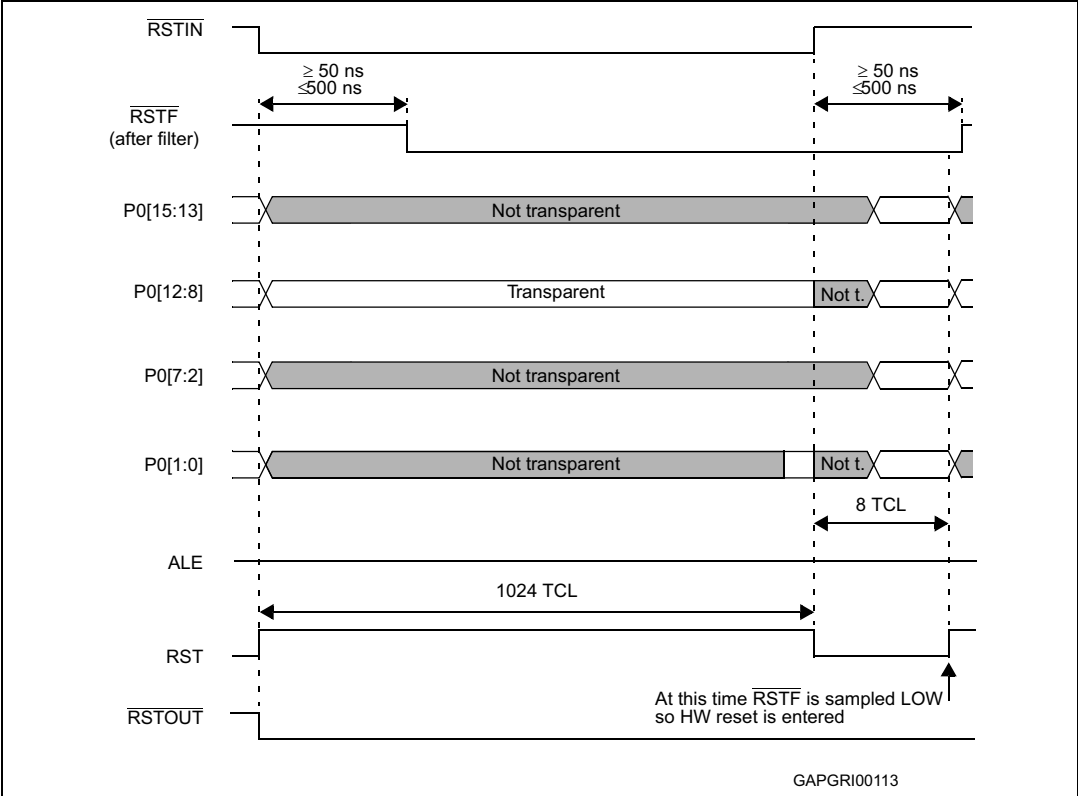 RSTIN
≥ 50 ns
≤500 ns
≥ 50 ns
≤500 ns
RSTF
(after filter)
P0[15:13]
Not transparent
P0[12:8]
Transparent
Not t.
P0[7:2]
Not transparent
P0[1:0]
Not transparent
Not t.
8 TCL
ALE
1024 TCL
RST
At this time RSTF is sampled LOW
so HW reset is entered
RSTOUT
GAPGRI00113